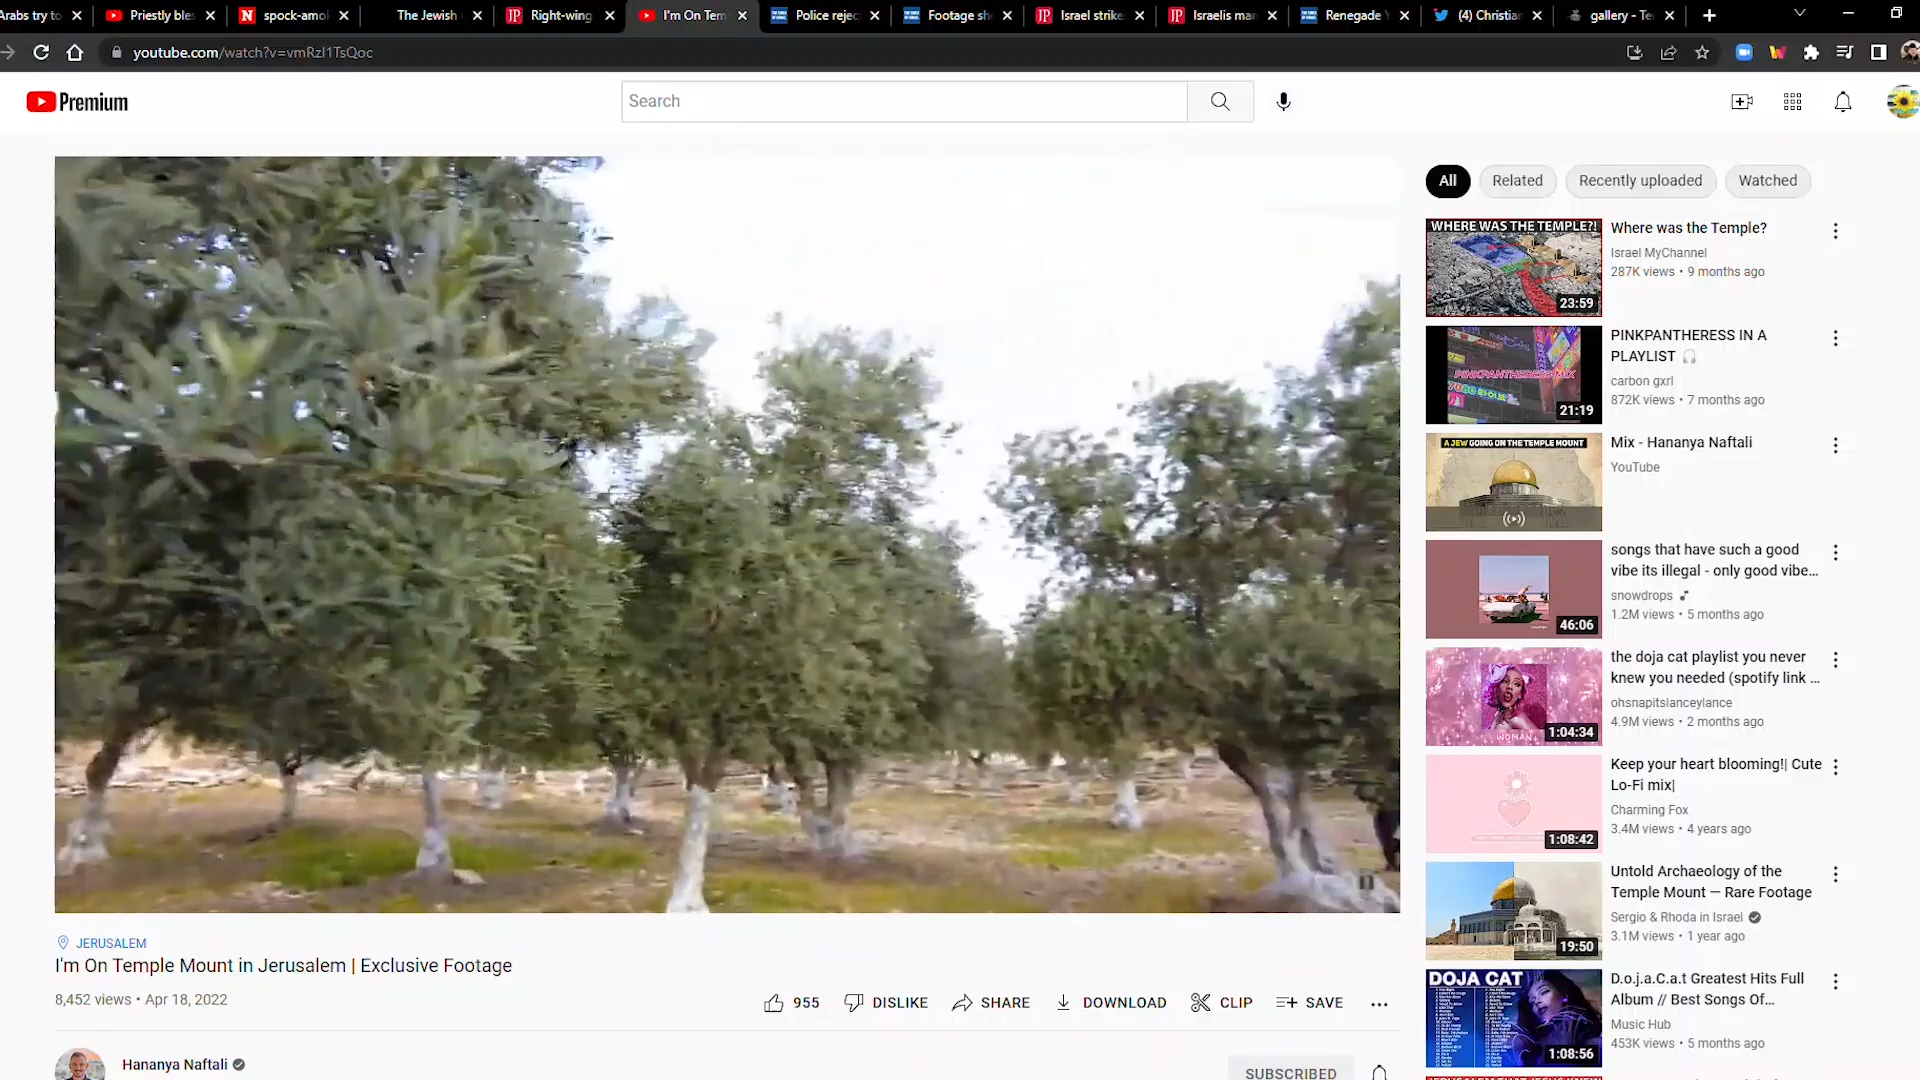 Arabs try to
Priestly bles
spock-amo
The Jewish
Right-wing
I'm On Tem
Police rejec
Footage sh
Israel strike
Israelis mar
Renegade
(4) Christia
gallery - Te
youtube.com/watch?v=vmRzl1TsQoc
Premium
Search
All
Related
Recently uploaded
Watched
WHERE WAS THE TEMPLE?!
23:59
Where was the Temple?
Israel MyChannel
287K views • 9 months ago
PINKPANTHERESS MIX
21:19
PINKPANTHERESS IN A
PLAYLIST 🎧
carbon gxrl
872K views • 7 months ago
A JEW GOING ON THE TEMPLE MOUNT
Mix - Hananya Naftali
YouTube
46:06
songs that have such a good
vibe its illegal - only good vibe...
snowdrops
1.2M views • 5 months ago
WOMAN
1:04:34
the doja cat playlist you never
knew you needed (spotify link ...
ohsnapitslanceylance
4.9M views • 2 months ago
1:08:42
Keep your heart blooming!| Cute
Lo-Fi mix|
Charming Fox
3.4M views • 4 years ago
19:50
Untold Archaeology of the
Temple Mount — Rare Footage
Sergio & Rhoda in Israel
3.1M views • 1 year ago
DOJA CAT
1:08:56
D.o.j.a.C.a.t Greatest Hits Full
Album // Best Songs Of...
Music Hub
453K views • 5 months ago
JERUSALEM
I'm On Temple Mount in Jerusalem | Exclusive Footage
8,452 views • Apr 18, 2022
955
DISLIKE
SHARE
DOWNLOAD
CLIP
SAVE
Hananya Naftali
SUBSCRIBED